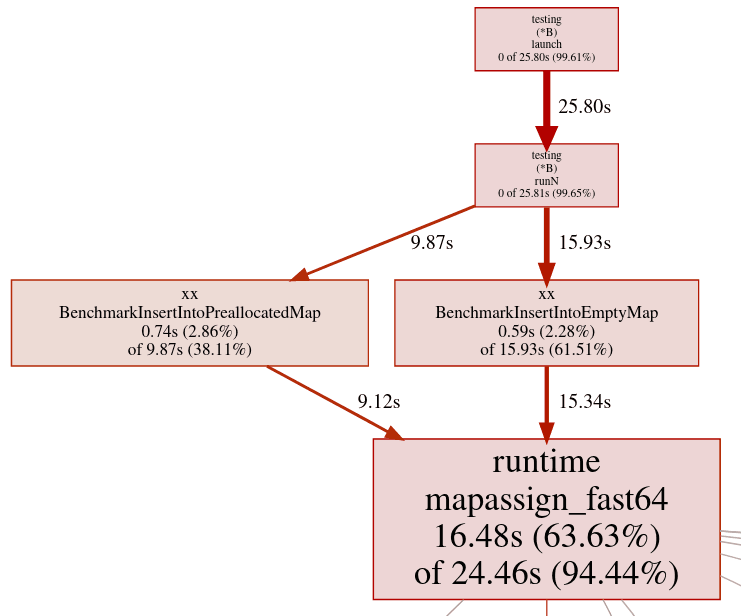 testing
(*B)
launch
0 of 25.80s (99.61%)
25.80s
testing
(*B)
runN
0 of 25.81s (99.65%)
9.87s
15.93s
xx
BenchmarkInsertIntoPreallocatedMap
0.74s (2.86%)
of 9.87s (38.11%)
xx
BenchmarkInsertIntoEmptyMap
0.59s (2.28%)
of 15.93s (61.51%)
9.12s
15.34s
runtime
mapassign_fast64
16.48s (63.63%)
of 24.46s (94.44%)